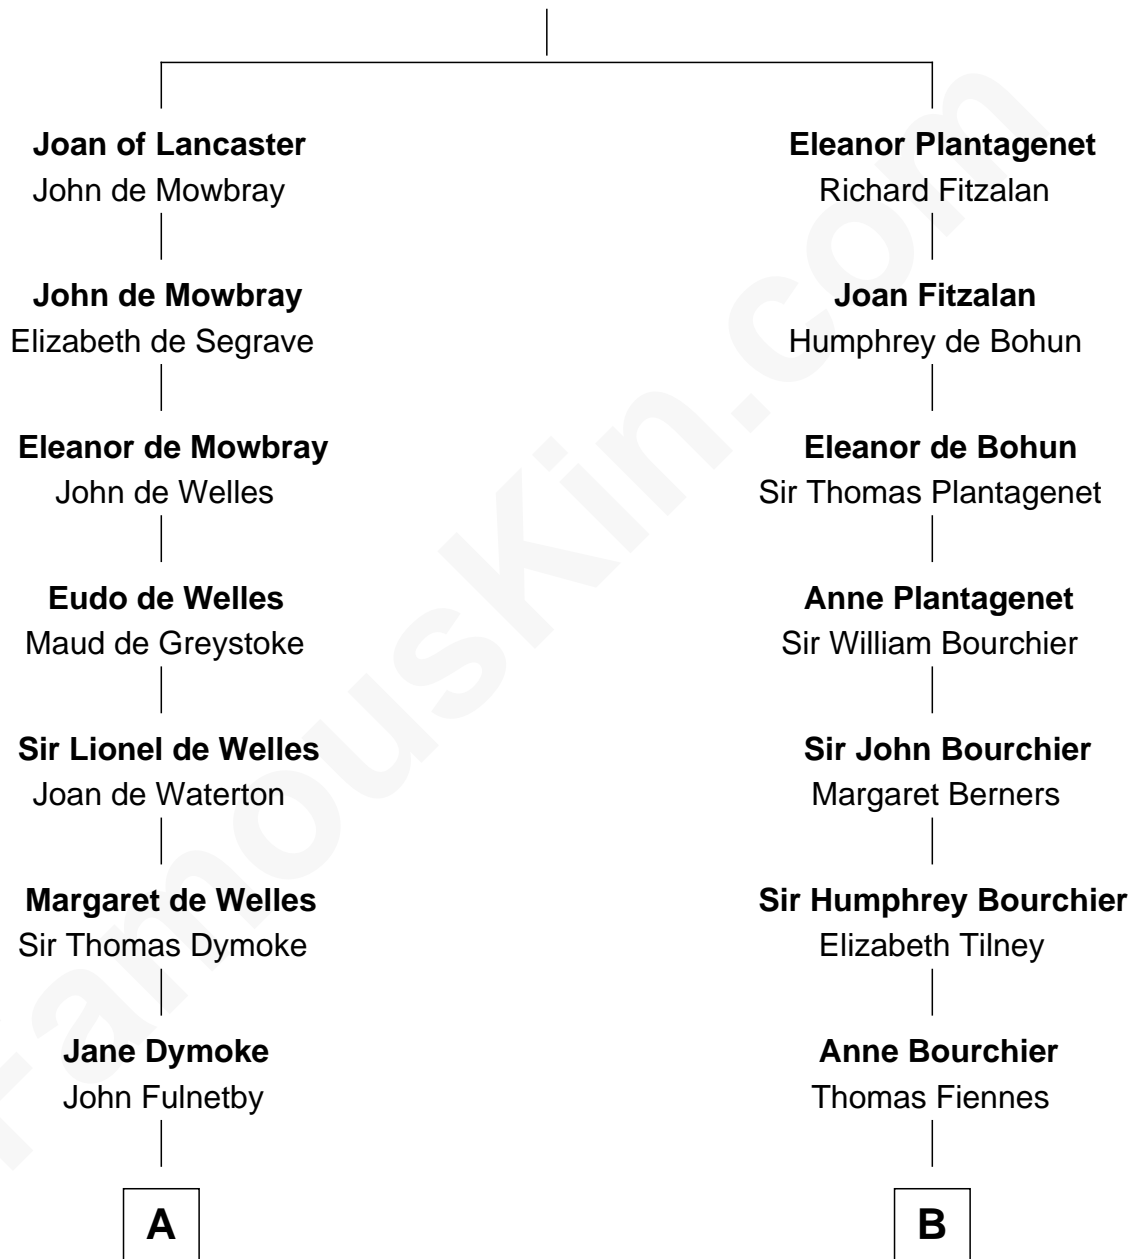 Joan of Lancaster
John de Mowbray
John de Mowbray
Elizabeth de Segrave
Eleanor de Mowbray
John de Welles
Eudo de Welles
Maud de Greystoke
Sir Lionel de Welles
Joan de Waterton
Margaret de Welles
Sir Thomas Dymoke
Jane Dymoke
John Fulnetby
A
Eleanor Plantagenet
Richard Fitzalan
Joan Fitzalan
Humphrey de Bohun
Eleanor de Bohun
Sir Thomas Plantagenet
Anne Plantagenet
Sir William Bourchier
Sir John Bourchier
Margaret Berners
Sir Humphrey Bourchier
Elizabeth Tilney
Anne Bourchier
Thomas Fiennes
B
FamousKin.com